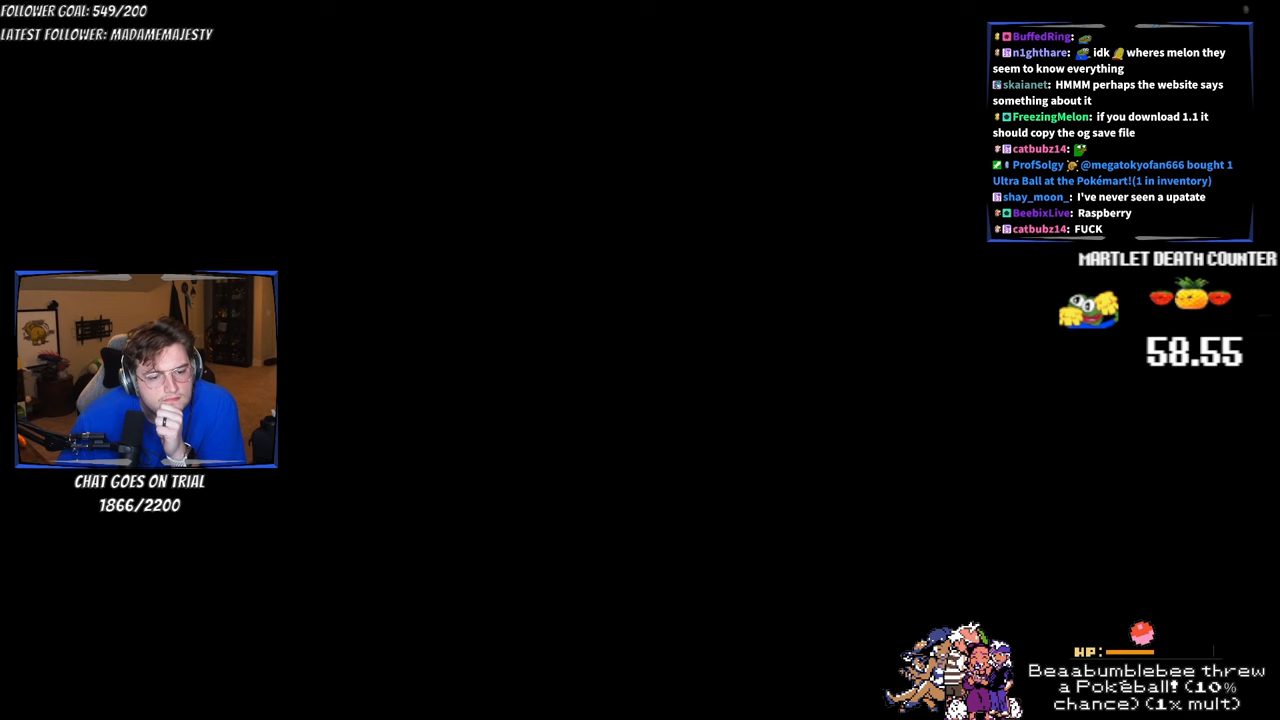 FOLLOWER GOAL: 549/200
LATEST FOLLOWER: MADAMEMAJESTY
BuffedRing:
n1ghthare: idk wheres melon they
seem to know everything
skaianet: HMMM perhaps the website says
something about it
FreezingMelon: if you download 1.1 it
should copy the og save file
catbubz14:
ProfSolgy @megatokyofan666 bought 1
Ultra Ball at the Pokémart!(1 in inventory)
shay_moon_: I've never seen a upatate
BeebixLive: Raspberry
catbubz14: FUCK
MARTLET DEATH COUNTER
58.55
CHAT GOES ON TRIAL
1866/2200
HP:
Beaabumblebee threw
a Pokéball! (10%
chance) (1x mult)